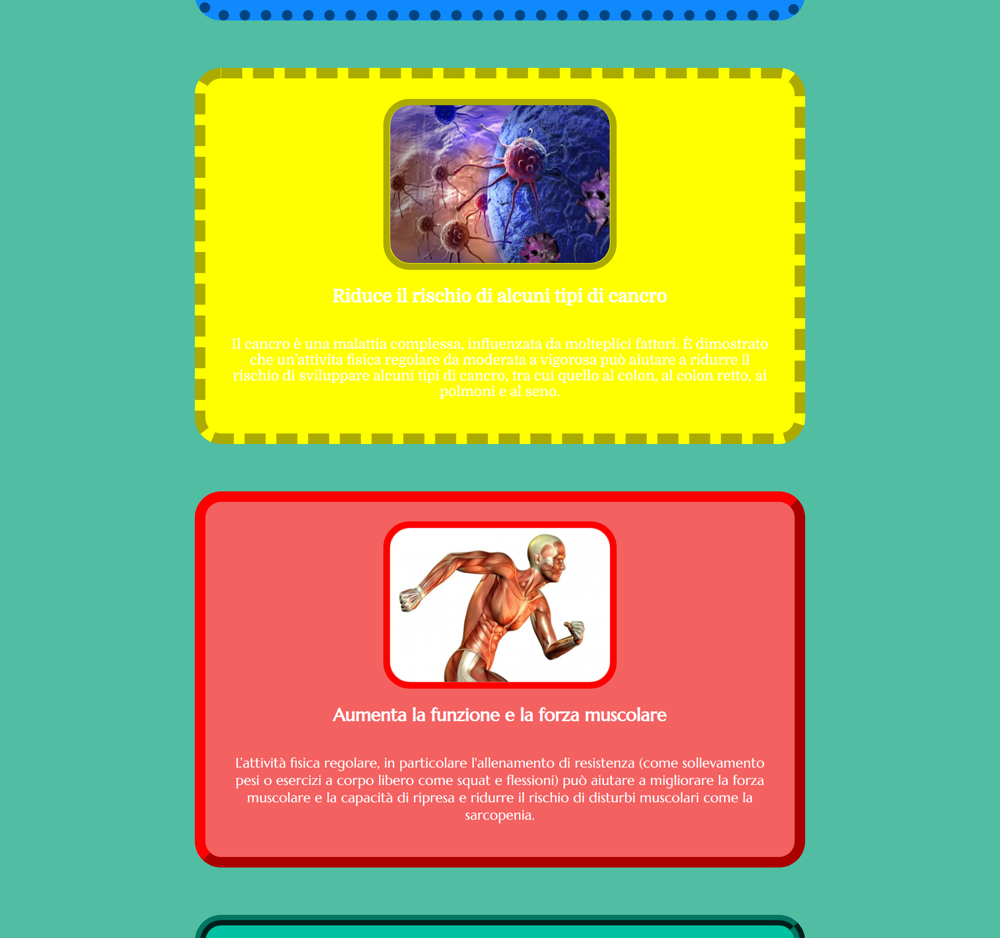 Riduce il rischio di alcuni tipi di cancro
Il cancro è una malattia complessa, influenzata da molteplici fattori. È dimostrato
che un’attivita fisica regolare da moderata a vigorosa può aiutare a ridurre il
rischio di sviluppare alcuni tipi di cancro, tra cui quello al colon, al colon retto, ai
polmoni e al seno.
Aumenta la funzione e la forza muscolare
L’attività fisica regolare, in particolare l'allenamento di resistenza (come sollevamento
pesi o esercizi a corpo libero come squat e flessioni) può aiutare a migliorare la forza
muscolare e la capacità di ripresa e ridurre il rischio di disturbi muscolari come la
sarcopenia.